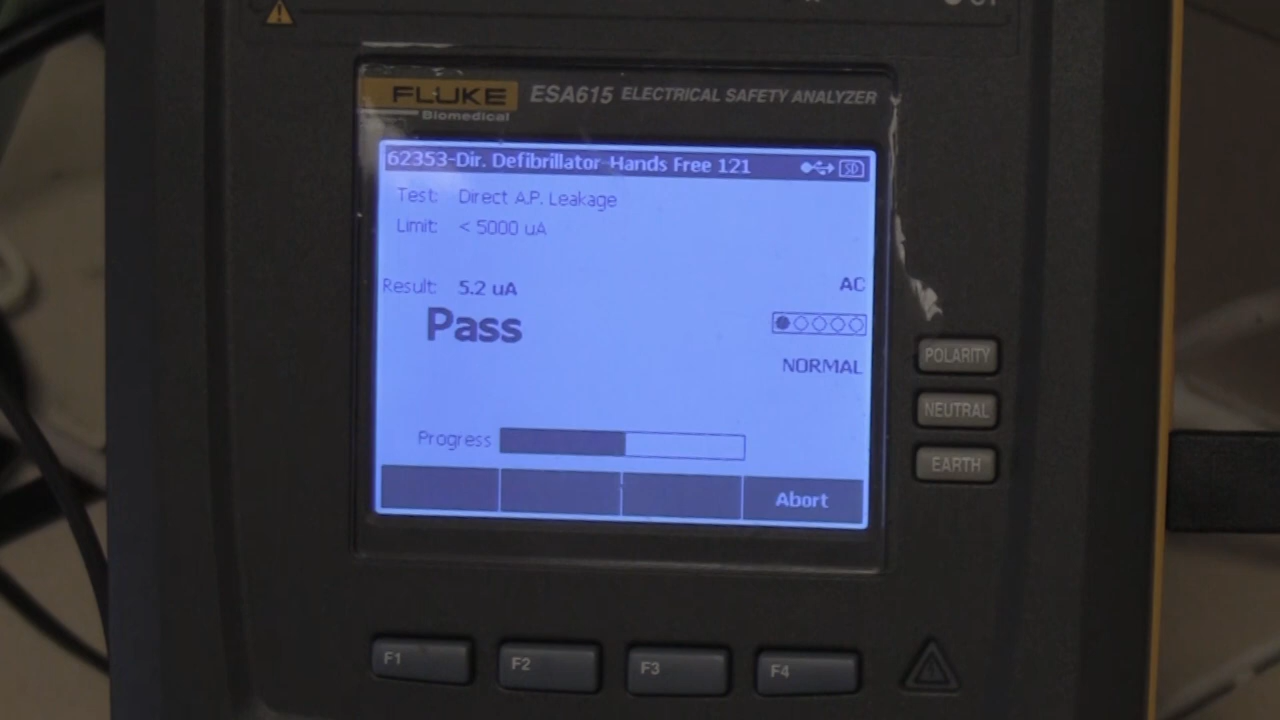 FLUKE
Biomedical
ESA615 ELECTRICAL SAFETY ANALYZER
62353-Dir. Defibrillator-Hands Free 121
SD
Test: Direct A.P. Leakage
Limit: < 5000 uA
Result: 5.2 uA
AC
Pass
NORMAL
Progress
Abort
POLARITY
NEUTRAL
EARTH
F1
F2
F3
F4